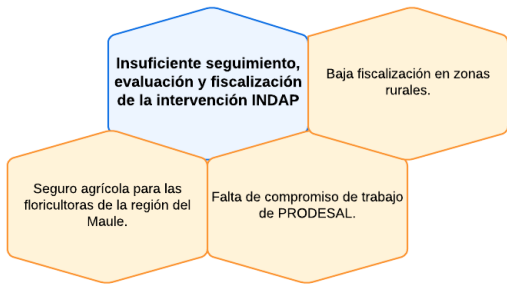 Insuficiente seguimiento,
evaluación y fiscalización
de la intervención INDAP
Baja fiscalización en zonas
rurales.
Seguro agrícola para las
floricultoras de la región del
Maule.
Falta de compromiso de trabajo
de PRODESAL.